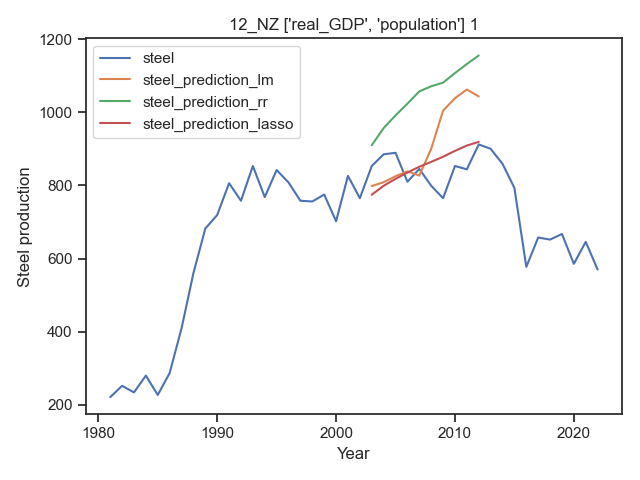 12_NZ ['real_GDP', 'population'] 1
1200
1000
800
600
400
200
Steel production
steel
steel_prediction_lm
steel_prediction_rr
steel_prediction_lasso
1980
1990
2000
2010
2020
Year